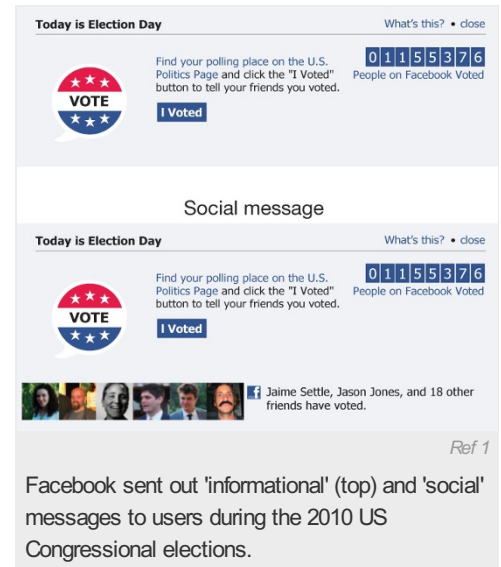 Today is Election Day What's this? • close
Find your polling place on the U.S.
Politics Page and click the "I Voted"
button to tell your friends you voted.
I Voted
VOTE
0 1 1 5 5 3 7 6
People on Facebook Voted
Social message
Today is Election Day What's this? • close
Find your polling place on the U.S.
Politics Page and click the "I Voted"
button to tell your friends you voted.
I Voted
VOTE
0 1 1 5 5 3 7 6
People on Facebook Voted
f Jaime Settle, Jason Jones, and 18 other
friends have voted.
Ref 1
Facebook sent out 'informational' (top) and 'social'
messages to users during the 2010 US
Congressional elections.